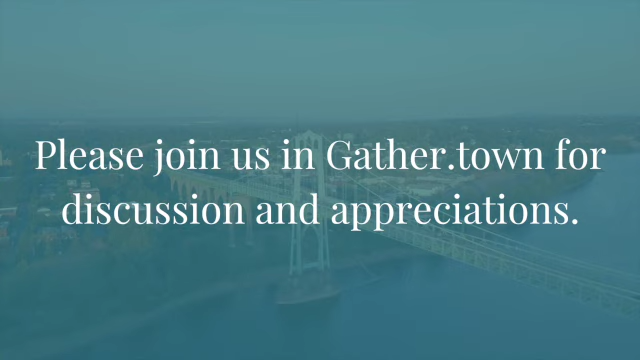 Please join us in Gather.town for
discussion and appreciations.